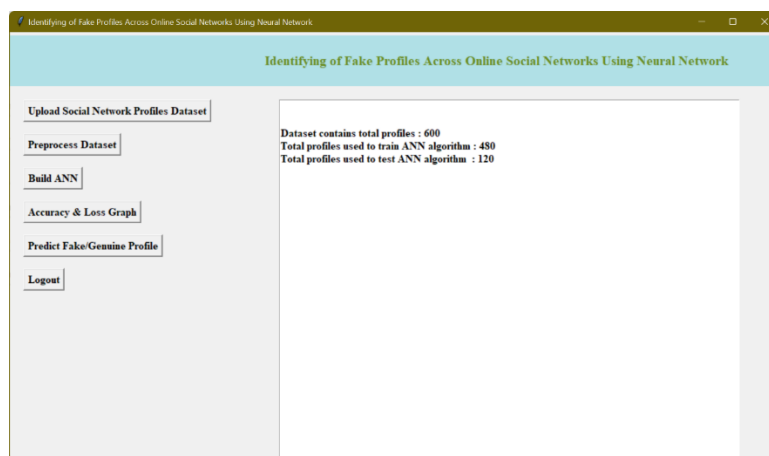 Identifying of Fake Profiles Across Online Social Networks Using Neural Network
Identifying of Fake Profiles Across Online Social Networks Using Neural Network
Upload Social Network Profiles Dataset
Preprocess Dataset
Build ANN
Accuracy & Loss Graph
Predict Fake/Genuine Profile
Logout
Dataset contains total profiles : 600
Total profiles used to train ANN algorithm : 480
Total profiles used to test ANN algorithm  : 120